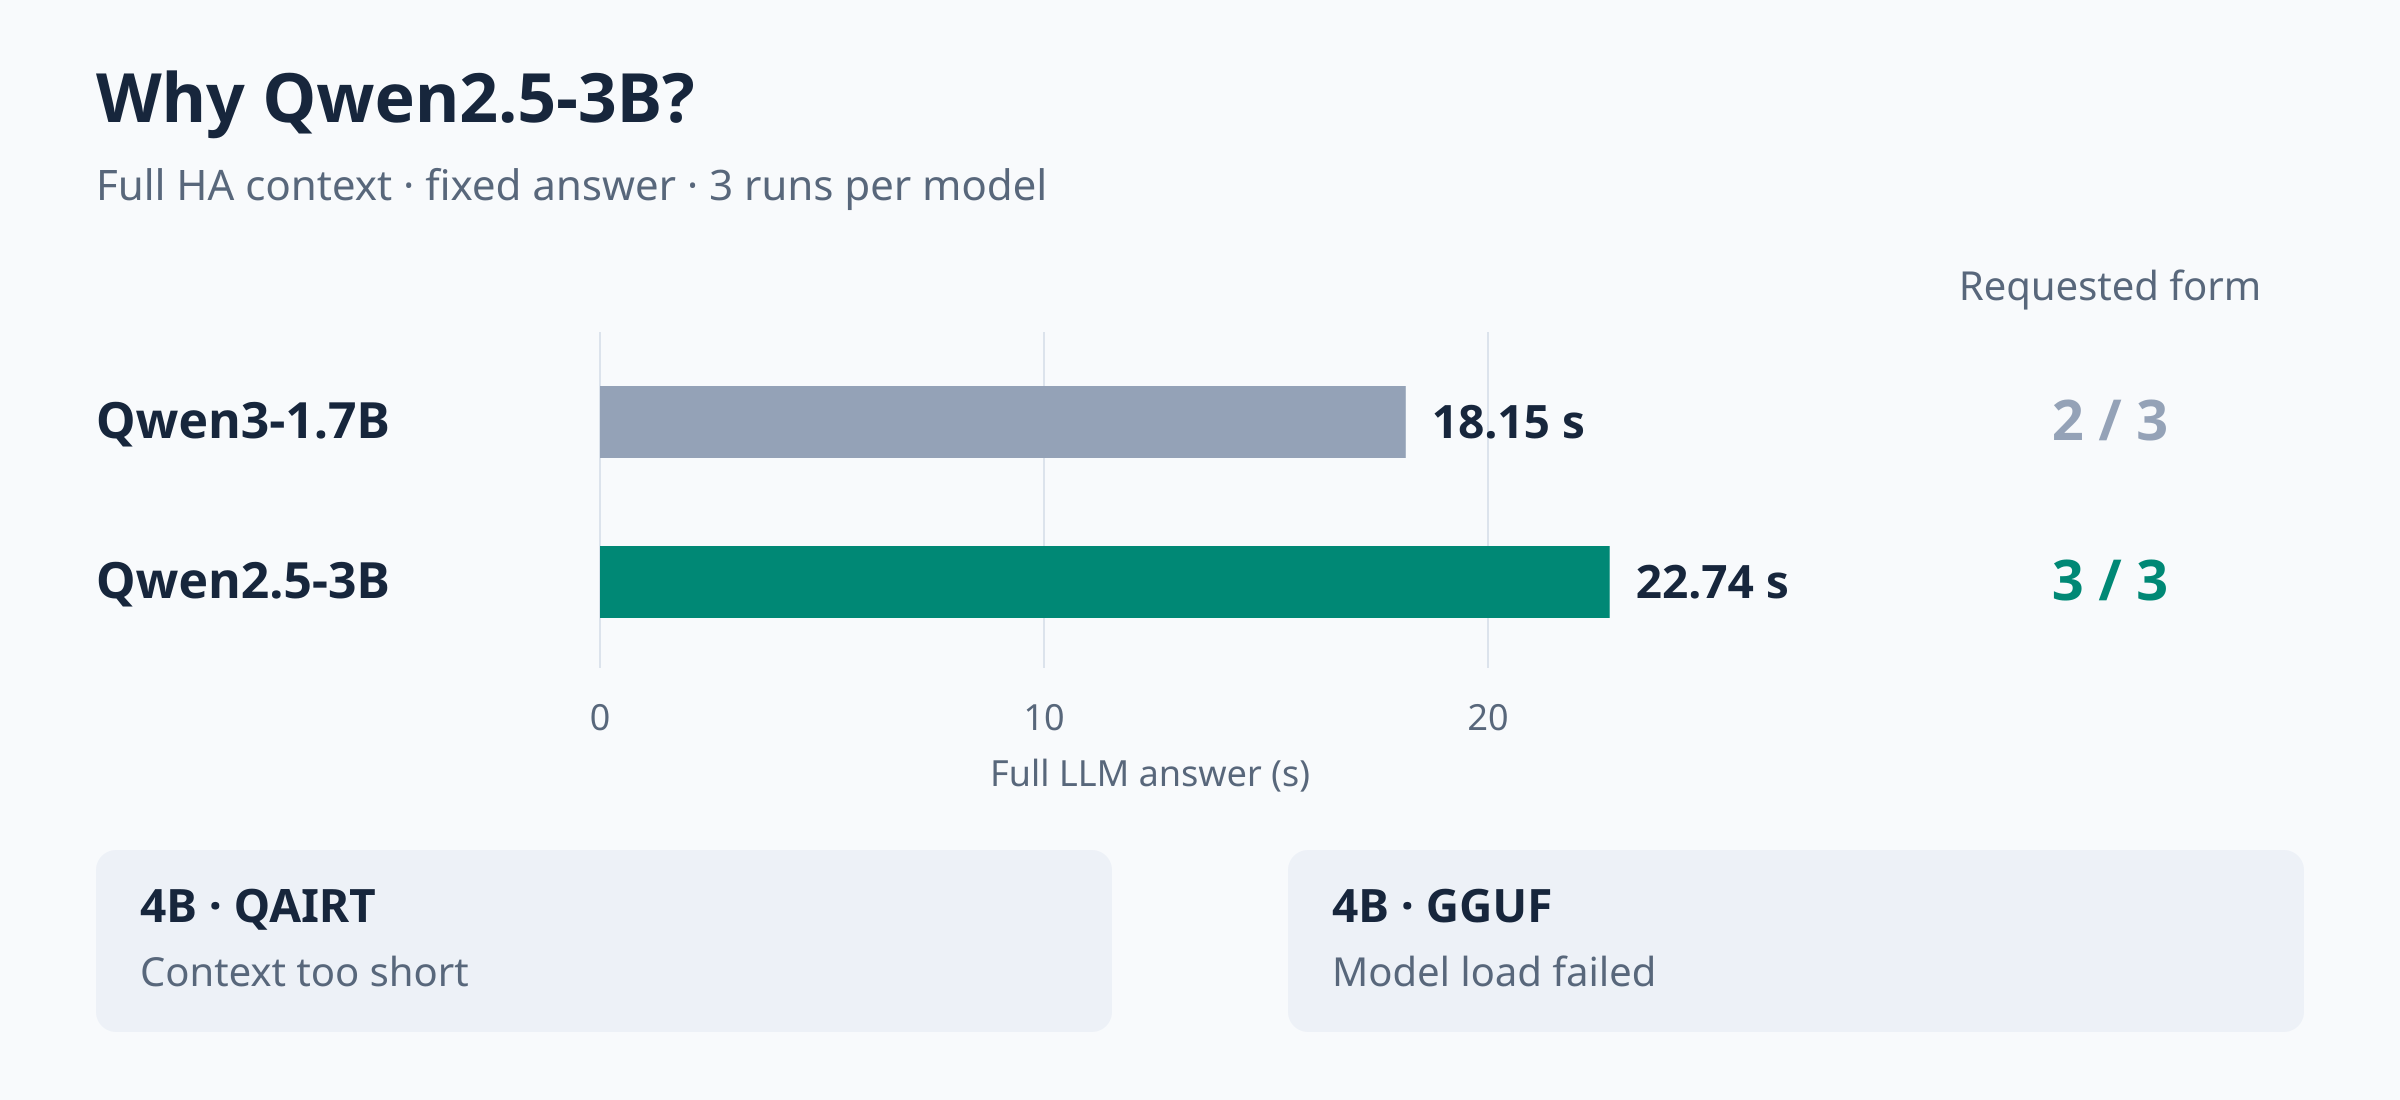 Why Qwen2.5-3B?
Full HA context · fixed answer · 3 runs per model
Requested form
Qwen3-1.7B 18.15 s 2 / 3
Qwen2.5-3B 22.74 s 3 / 3
0 10 20
Full LLM answer (s)
4B · QAIRT
Context too short
4B · GGUF
Model load failed